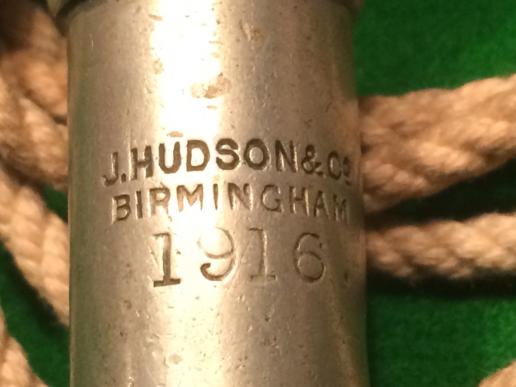 J. HUDSON & Co
BIRMINGHAM
1916.